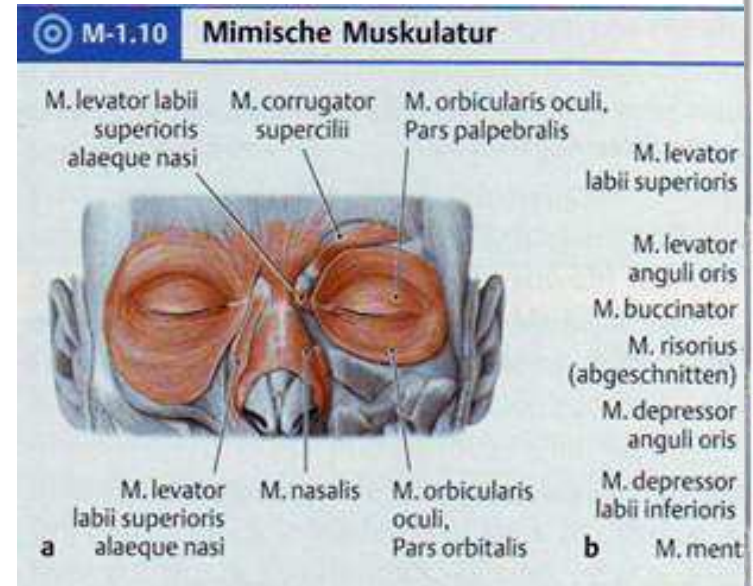 M-1.10 Mimische Muskulatur
M. levator labii
superioris
alaeque nasi
M. corrugator
supercilii
M. orbicularis oculi,
Pars palpebralis
M. levator
labii superioris
M. levator
anguli oris
M. buccinator
M. risorius
(abgeschnitten)
M. depressor
anguli oris
M. depressor
labii inferioris
M. ment
M. levator
labii superioris
alaeque nasi
M. nasalis
M. orbicularis
oculi,
Pars orbitalis
a
b